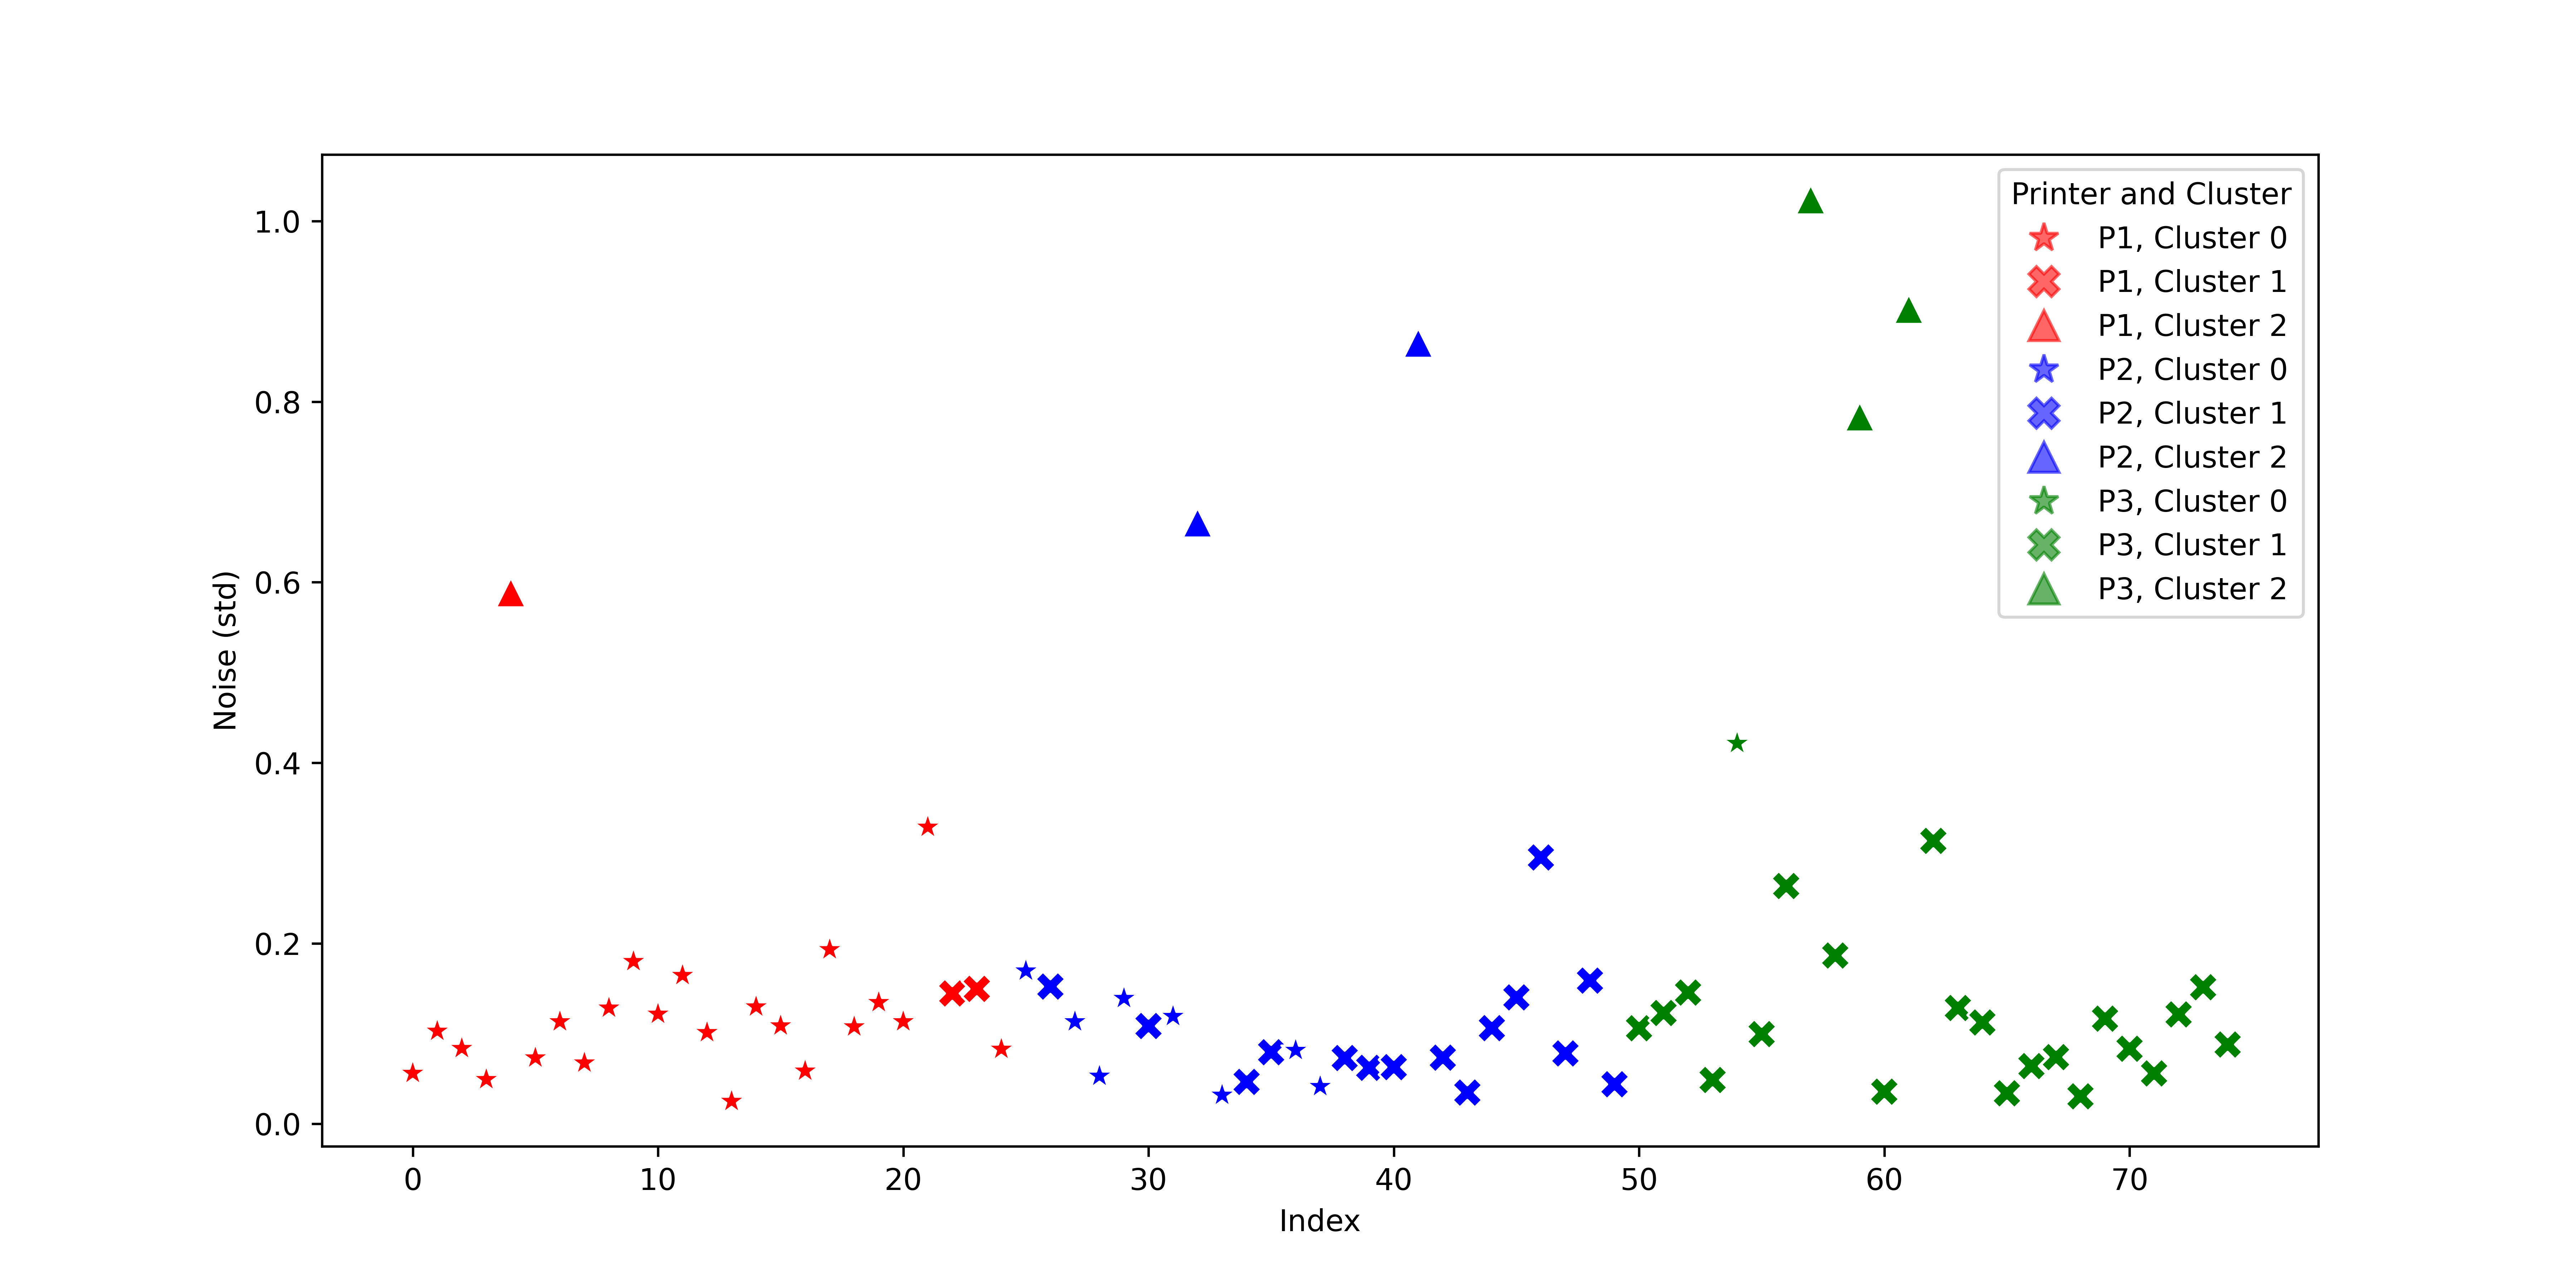 Printer and Cluster
P1, Cluster 0
P1, Cluster 1
P1, Cluster 2
P2, Cluster 0
P2, Cluster 1
P2, Cluster 2
P3, Cluster 0
P3, Cluster 1
P3, Cluster 2
Noise (std)
1.0
0.8
0.6
0.4
0.2
0.0
0 10 20 30 40 50 60 70
Index